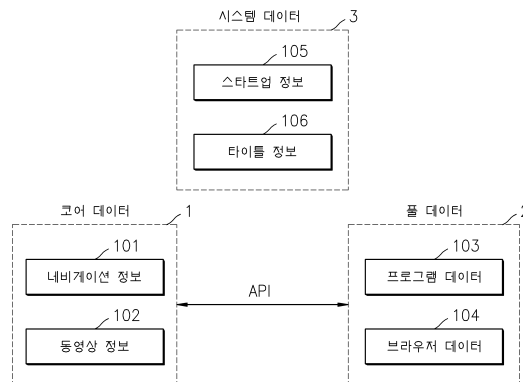 시스템 데이터
3
105
스타트업 정보
106
타이틀 정보
코어 데이터
1
101
네비게이션 정보
102
동영상 정보
API
풀 데이터
2
103
프로그램 데이터
104
브라우저 데이터